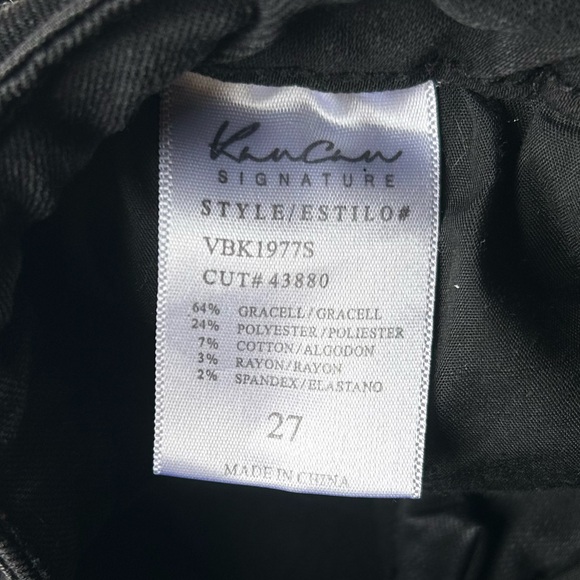 KanCan
SIGNATURE
STYLE/ESTILO#
VBK1977S
CUT# 43880
64% GRACELL/GRACELL
24% POLYESTER/POLIESTER
7% COTTON/ALGODON
3% RAYON/RAYON
2% SPANDEX/ELASTANO
27
MADE IN CHINA